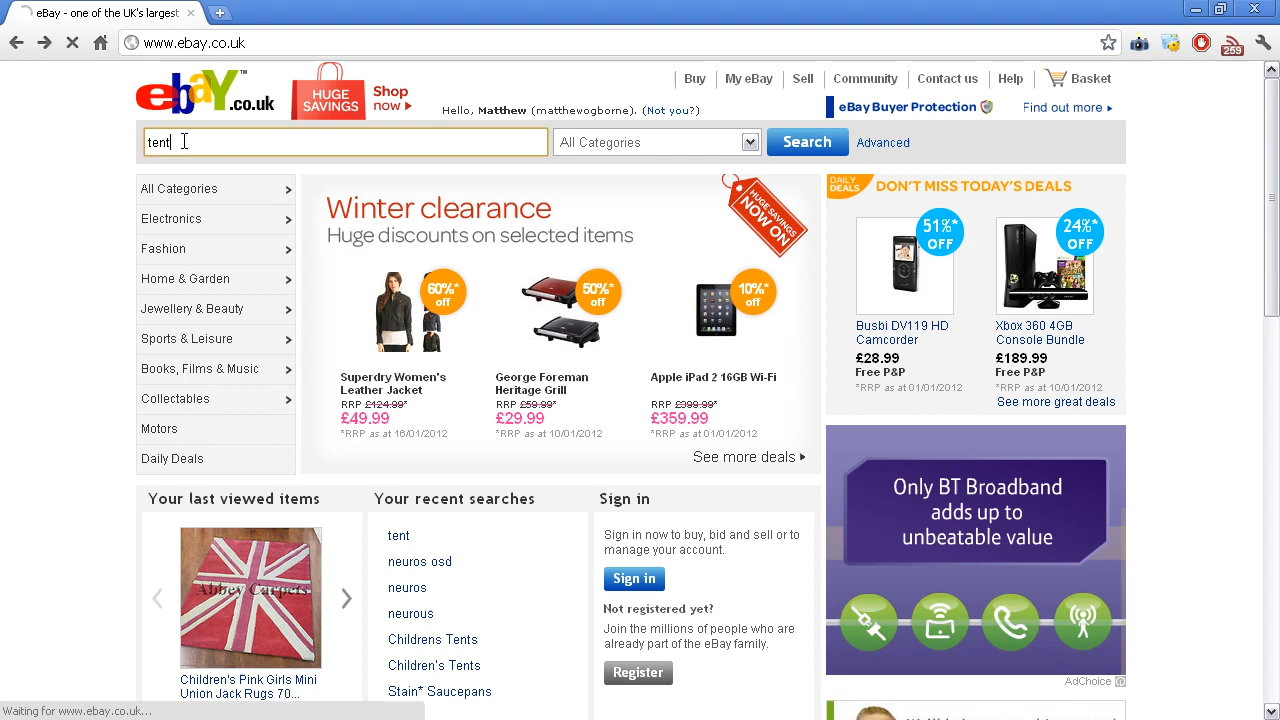 eBay - one of the UK's largest
www.ebay.co.uk
259
ebay™.co.uk
HUGE SAVINGS
Shop now
Hello, Matthew (matthewogborne). (Not you?)
Buy
My eBay
Sell
Community
Contact us
Help
Basket
eBay Buyer Protection
Find out more
tent
All Categories
Search
Advanced
l Categories
Electronics
Fashion
Home & Garden
Jewellery & Beauty
Sports & Leisure
Books, Films & Music
Collectables
Motors
Daily Deals
Winter clearance
Huge discounts on selected items
HUGE SAVINGS
NOW ON
60%*
off
50%*
off
10%*
off
Superdry Women's
Leather Jacket
RRP £124.99*
£49.99
*RRP as at 16/01/2012
George Foreman
Heritage Grill
RRP £59.99*
£29.99
*RRP as at 10/01/2012
Apple iPad 2 16GB Wi-Fi
RRP £399.99*
£359.99
*RRP as at 01/01/2012
See more deals
DAILY
DEALS
DON'T MISS TODAY'S DEALS
51%*
OFF
24%*
OFF
Busbi DV119 HD
Camcorder
£28.99
Free P&P
*RRP as at 01/01/2012
Xbox 360 4GB
Console Bundle
£189.99
Free P&P
*RRP as at 10/01/2012
See more great deals
Only BT Broadband
adds up to
unbeatable value
AdChoice
Your last viewed items
Abbey Carpets
Children's Pink Girls Mini
Union Jack Rugs 70...
Your recent searches
tent
neuros osd
neuros
neurous
Childrens Tents
Children's Tents
Stain* Saucepans
Sign in
Sign in now to buy, bid and sell or to
manage your account.
Sign in
Not registered yet?
Join the millions of people who are
already part of the eBay family.
Register
Waiting for www.ebay.co.uk...